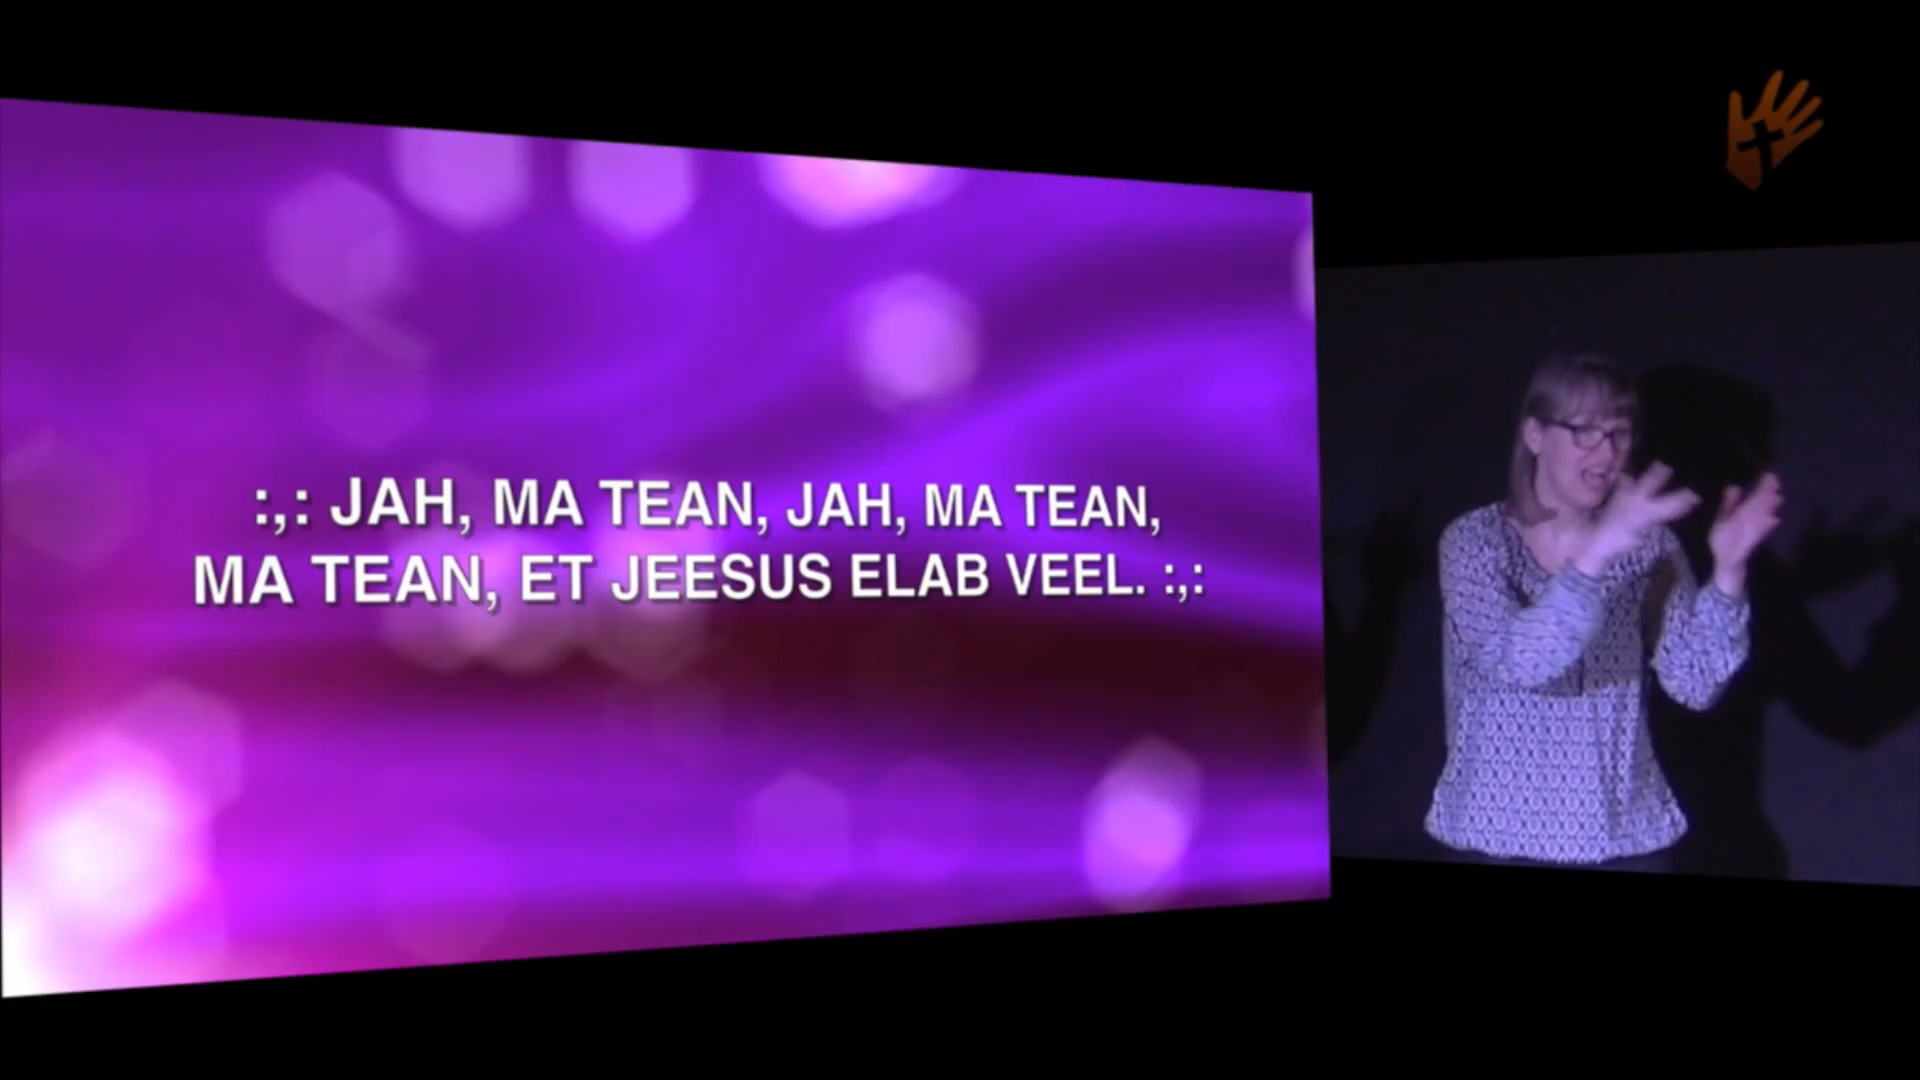 :,: JAH, MA TEAN, JAH, MA TEAN,
MA TEAN, ET JEESUS ELAB VEEL. :,: